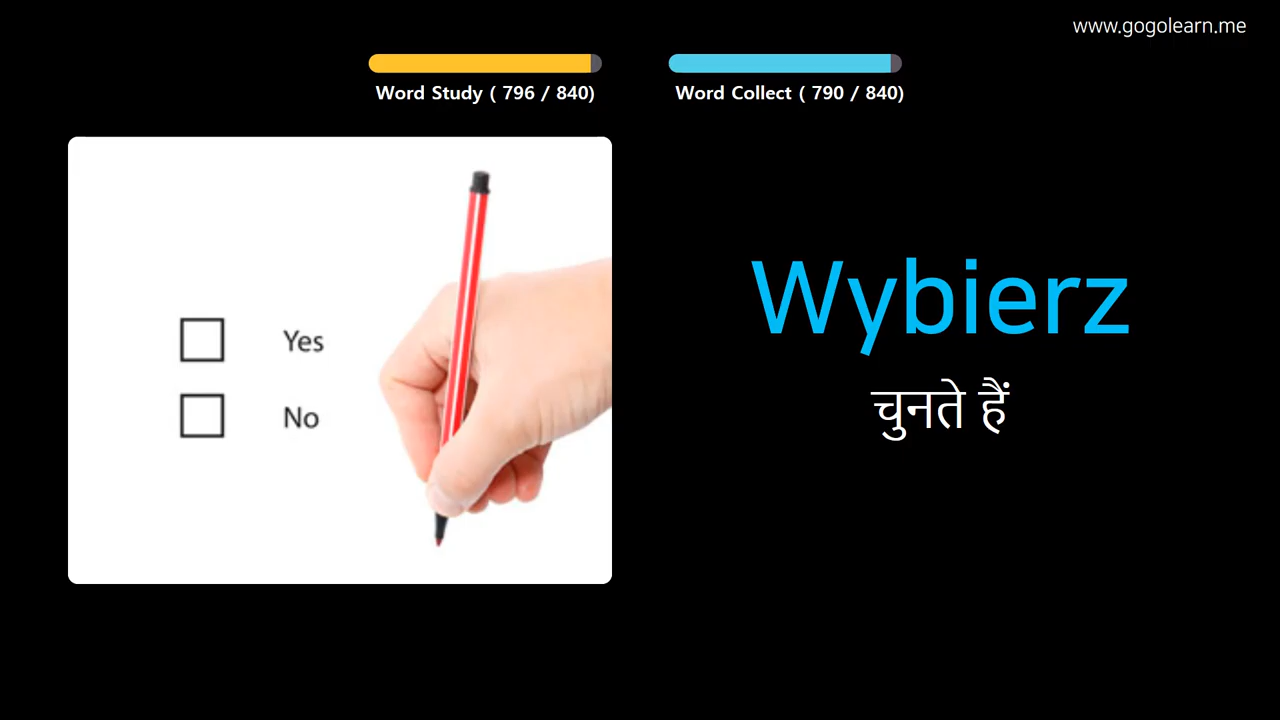 www.gogolearn.me
Word Study ( 796 / 840)
Word Collect ( 790 / 840)
Yes
No
Wybierz
चुनते हैं